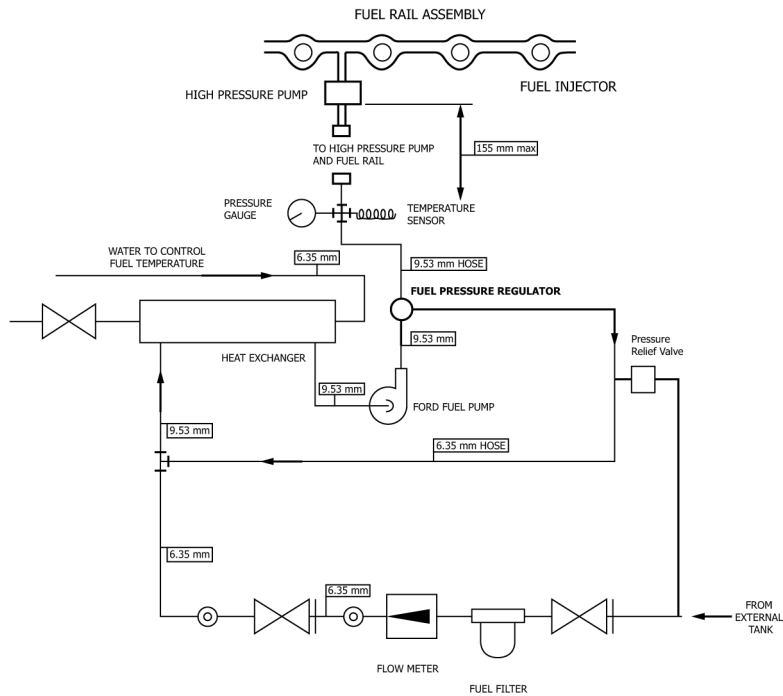 FUEL RAIL ASSEMBLY
FUEL INJECTOR
HIGH PRESSURE PUMP
TO HIGH PRESSURE PUMP
AND FUEL RAIL
155 mm max
PRESSURE
GAUGE
TEMPERATURE
SENSOR
WATER TO CONTROL
FUEL TEMPERATURE
6.35 mm
9.53 mm HOSE
FUEL PRESSURE REGULATOR
9.53 mm
Pressure
Relief Valve
HEAT EXCHANGER
9.53 mm
FORD FUEL PUMP
9.53 mm
6.35 mm HOSE
6.35 mm
6.35 mm
FROM
EXTERNAL
TANK
FLOW METER
FUEL FILTER